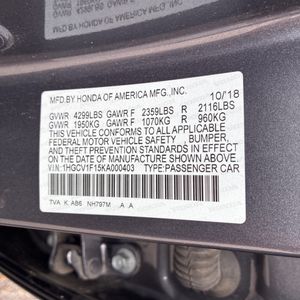 MFD.BY HONDA OF AMERICA MFG.,INC. 10/18
GVWR 4299LBS GAWR F 2359LBS R 2116LBS
GVWR 1950KG GAWR F 1070KG R 960KG
THIS VEHICLE CONFORMS TO ALL APPLICABLE
FEDERAL MOTOR VEHICLE SAFETY, BUMPER,
AND THEFT PREVENTION STANDARDS IN EFFECT
ON THE DATE OF MANUFACTURE SHOWN ABOVE.
V.I.N.: 1HGCV1F15KA000403 TYPE:PASSENGER CAR
TVA K: AB6 NH797M A A